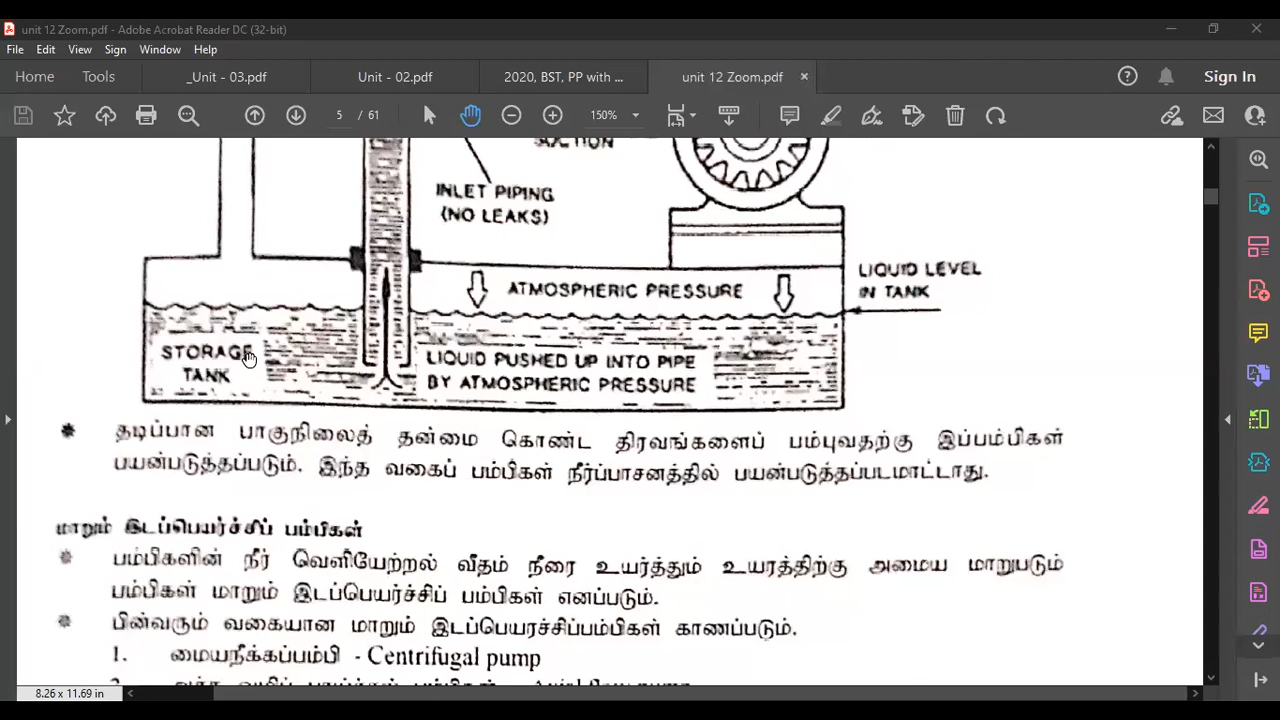 unit 12 Zoom.pdf - Adobe Acrobat Reader DC (32-bit)
File Edit View Sign Window Help
Home Tools _Unit - 03.pdf Unit - 02.pdf 2020, BST, PP with ... unit 12 Zoom.pdf × Sign In
5 / 61 150%
SUCTION
INLET PIPING
(NO LEAKS)
LIQUID LEVEL
IN TANK
ATMOSPHERIC PRESSURE
STORAGE
TANK
LIQUID PUSHED UP INTO PIPE
BY ATMOSPHERIC PRESSURE
* தடிப்பான பாகுநிலைத் தன்மை கொண்ட திரவங்களைப் பம்புவதற்கு இப்பம்பிகள்
பயன்படுத்தப்படும். இந்த வகைப் பம்பிகள் நீர்ப்பாசனத்தில் பயன்படுத்தப்படமாட்டாது.
மாறும் இடப்பெயர்ச்சிப் பம்பிகள்
* பம்பிகளின் நீர் வெளியேற்றல் வீதம் நீரை உயர்த்தும் உயரத்திற்கு அமைய மாறுபடும்
பம்பிகள் மாறும் இடப்பெயர்ச்சிப் பம்பிகள் எனப்படும்.
* பின்வரும் வகையான மாறும் இடப்பெயரச்சிப்பம்பிகள் காணப்படும்.
1. மையநீக்கப்பம்பி - Centrifugal pump
8.26 x 11.69 in